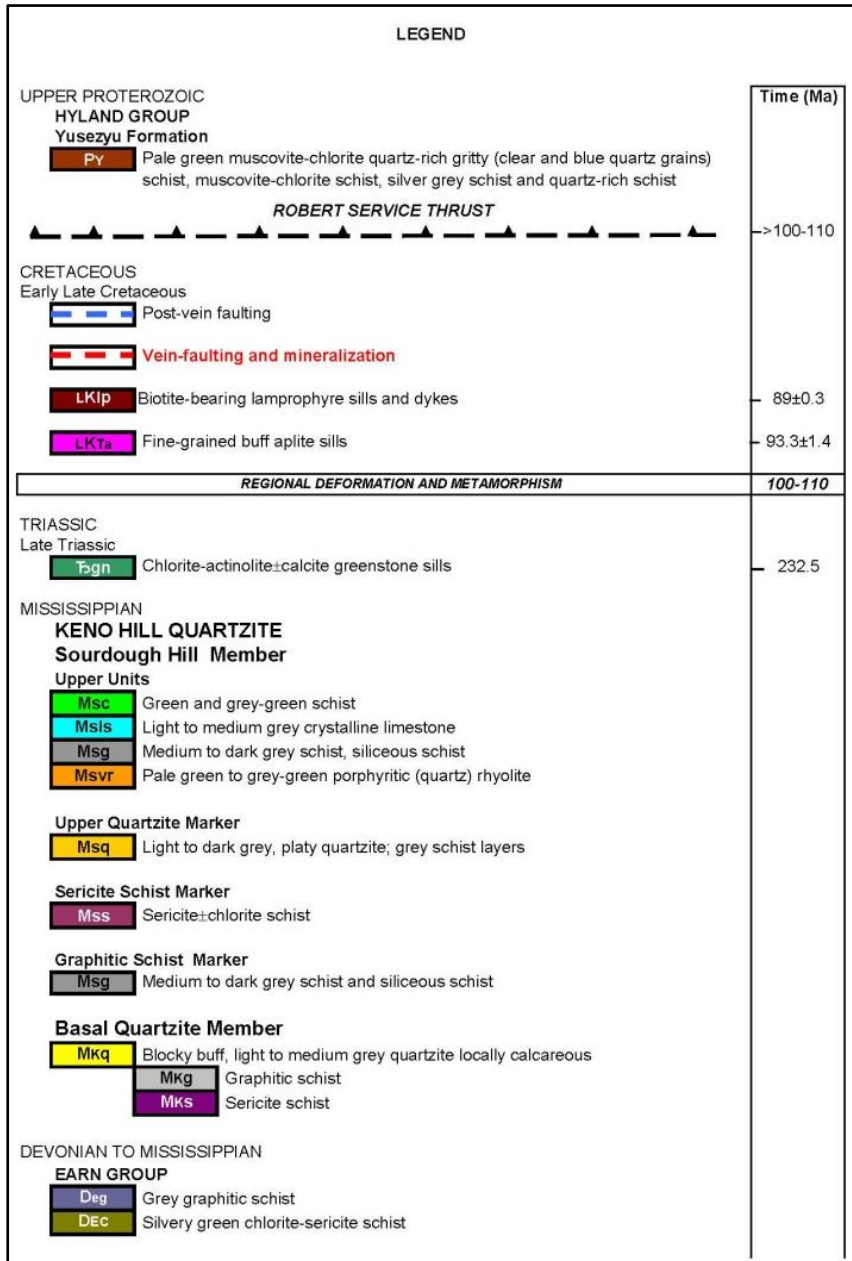 LEGEND
Time (Ma)
UPPER PROTEROZOIC
HYLAND GROUP
Yusezyu Formation
PY Pale green muscovite-chlorite quartz-rich gritty (clear and blue quartz grains)
schist, muscovite-chlorite schist, silver grey schist and quartz-rich schist
ROBERT SERVICE THRUST
>100-110
CRETACEOUS
Early Late Cretaceous
Post-vein faulting
Vein-faulting and mineralization
LKlp Biotite-bearing lamprophyre sills and dykes 89±0.3
LKTa Fine-grained buff aplite sills 93.3±1.4
REGIONAL DEFORMATION AND METAMORPHISM 100-110
TRIASSIC
Late Triassic
Ʀgn Chlorite-actinolite±calcite greenstone sills 232.5
MISSISSIPPIAN
KENO HILL QUARTZITE
Sourdough Hill Member
Upper Units
Msc Green and grey-green schist
Msls Light to medium grey crystalline limestone
Msg Medium to dark grey schist, siliceous schist
Msvr Pale green to grey-green porphyritic (quartz) rhyolite
Upper Quartzite Marker
Msq Light to dark grey, platy quartzite; grey schist layers
Sericite Schist Marker
Mss Sericite±chlorite schist
Graphitic Schist Marker
Msg Medium to dark grey schist and siliceous schist
Basal Quartzite Member
MKq Blocky buff, light to medium grey quartzite locally calcareous
MKg Graphitic schist
MKs Sericite schist
DEVONIAN TO MISSISSIPPIAN
EARN GROUP
Deg Grey graphitic schist
DEc Silvery green chlorite-sericite schist